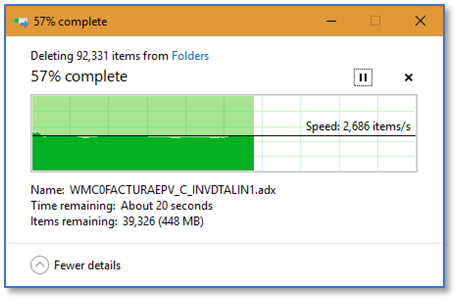 57% complete
Deleting 92,331 items from Folders
57% complete
Speed: 2,686 items/s
Name: WMC0FACTURAEPV_C_INVDTALIN1.adx
Time remaining: About 20 seconds
Items remaining: 39,326 (448 MB)
Fewer details